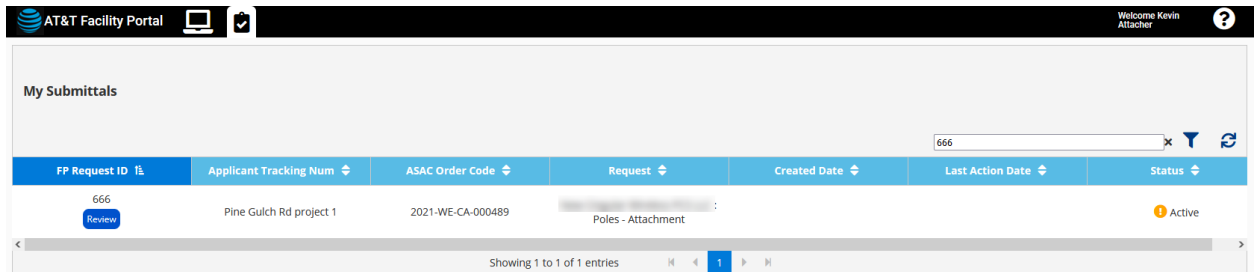 AT&T Facility Portal
Welcome Kevin
Attacher
?
My Submittals
666 ×
FP Request ID Applicant Tracking Num ASAC Order Code Request Created Date Last Action Date Status
666
Review
Pine Gulch Rd project 1
2021-WE-CA-000489
:
Poles - Attachment
! Active
Showing 1 to 1 of 1 entries 1